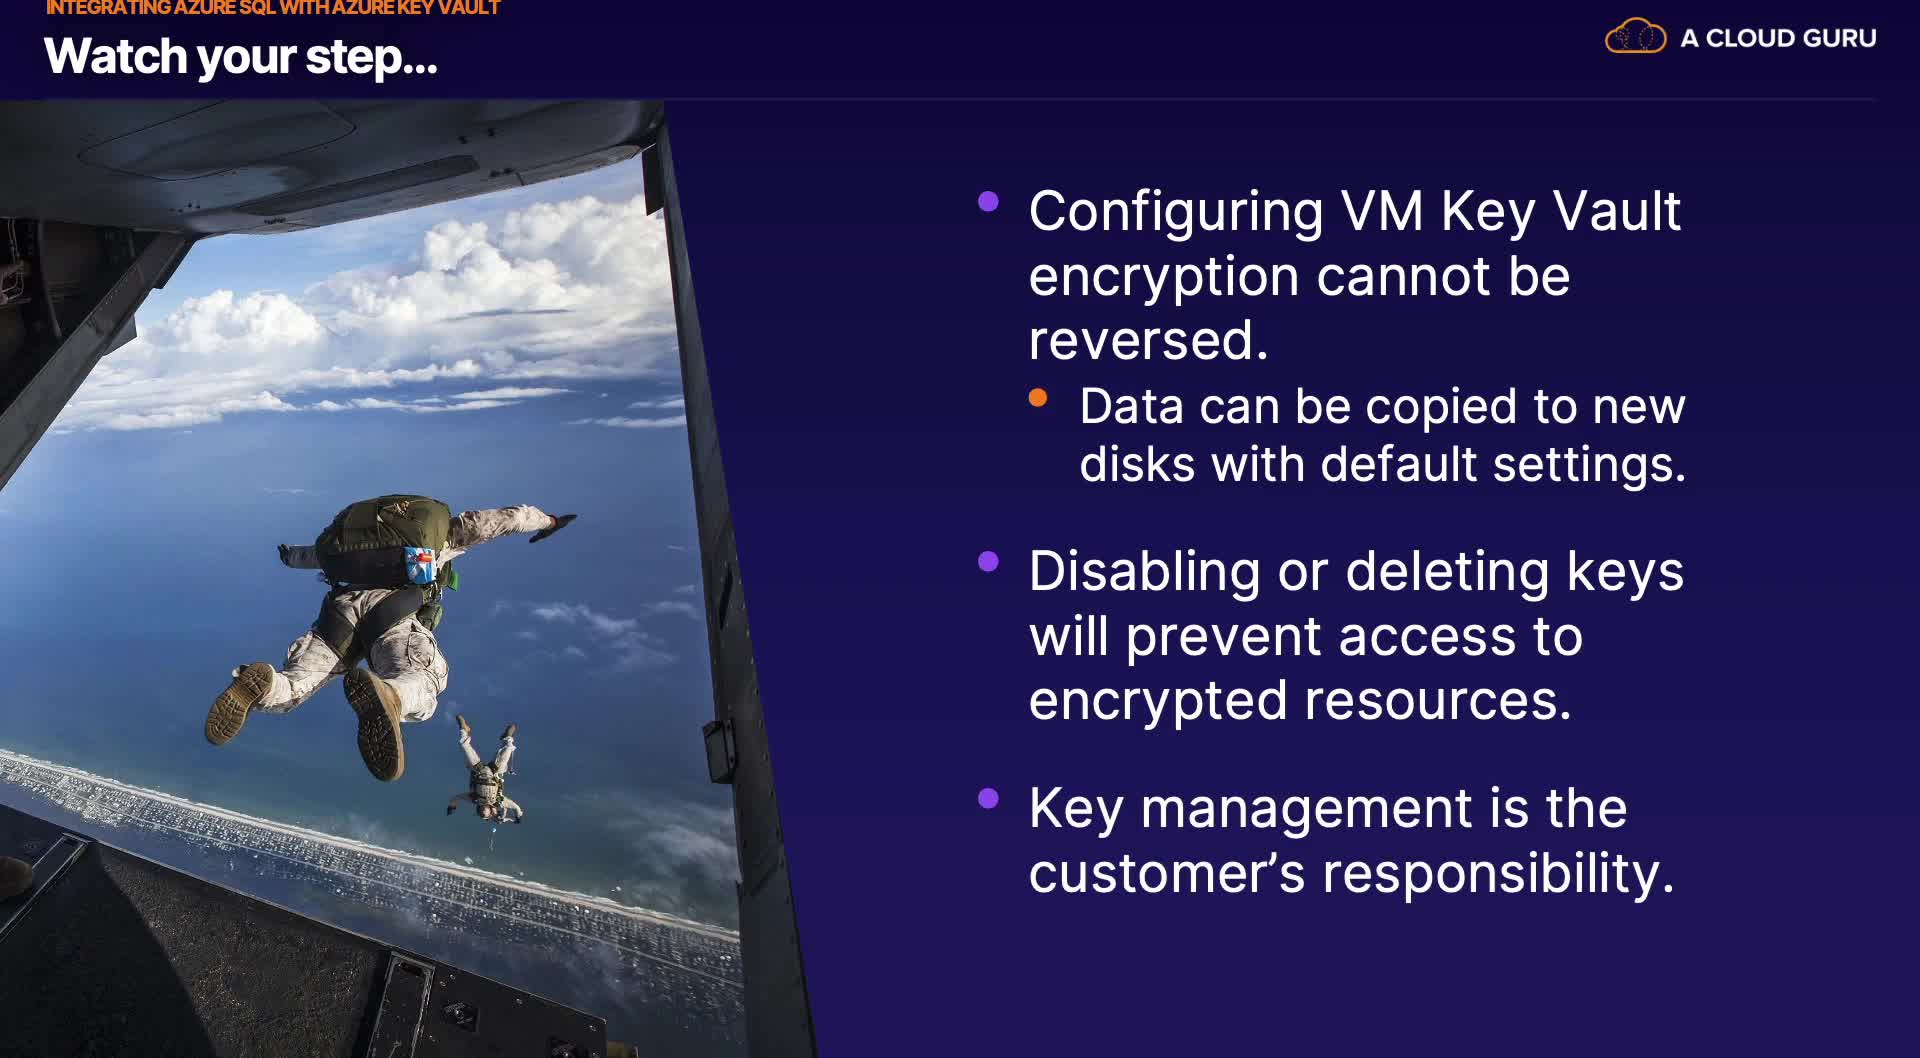 INTEGRATING AZURE SQL WITH AZURE KEY VAULT
Watch your step...
A CLOUD GURU
Configuring VM Key Vault
encryption cannot be
reversed.
Data can be copied to new
disks with default settings.
Disabling or deleting keys
will prevent access to
encrypted resources.
Key management is the
customer’s responsibility.